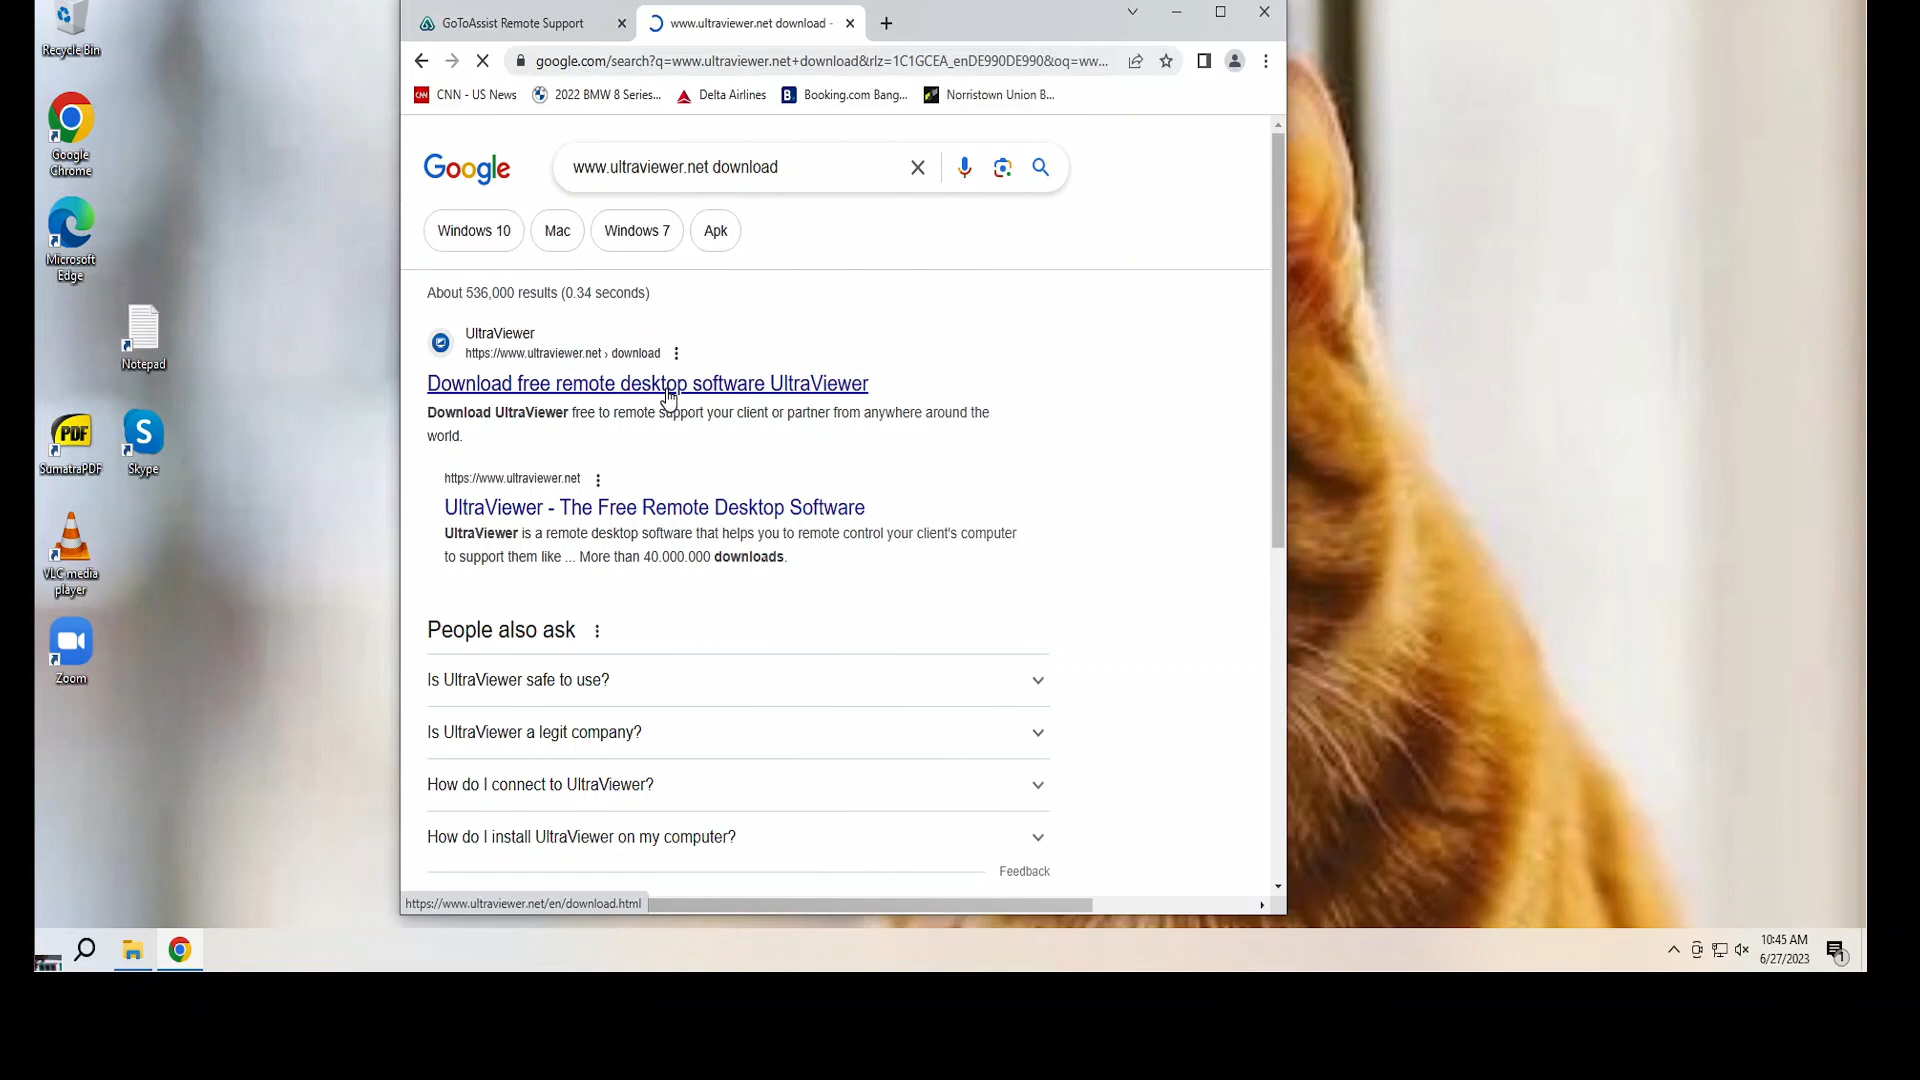 Recycle Bin
Google Chrome
Microsoft Edge
Notepad
PDF
SumatraPDF
S
Skype
VLC media player
Zoom
GoToAssist Remote Support
www.ultraviewer.net download -
google.com/search?q=www.ultraviewer.net+download&rlz=1C1GCEA_enDE990DE990&oq=ww...
CNN CNN - US News
2022 BMW 8 Series...
Delta Airlines
B. Booking.com Bang...
Norristown Union B...
Google
www.ultraviewer.net download
Windows 10
Mac
Windows 7
Apk
About 536,000 results (0.34 seconds)
UltraViewer
https://www.ultraviewer.net › download
Download free remote desktop software UltraViewer
Download UltraViewer free to remote support your client or partner from anywhere around the
world.
https://www.ultraviewer.net
UltraViewer - The Free Remote Desktop Software
UltraViewer is a remote desktop software that helps you to remote control your client's computer
to support them like ... More than 40.000.000 downloads.
People also ask
Is UltraViewer safe to use?
Is UltraViewer a legit company?
How do I connect to UltraViewer?
How do I install UltraViewer on my computer?
Feedback
https://www.ultraviewer.net/en/download.html
10:45 AM
6/27/2023
1